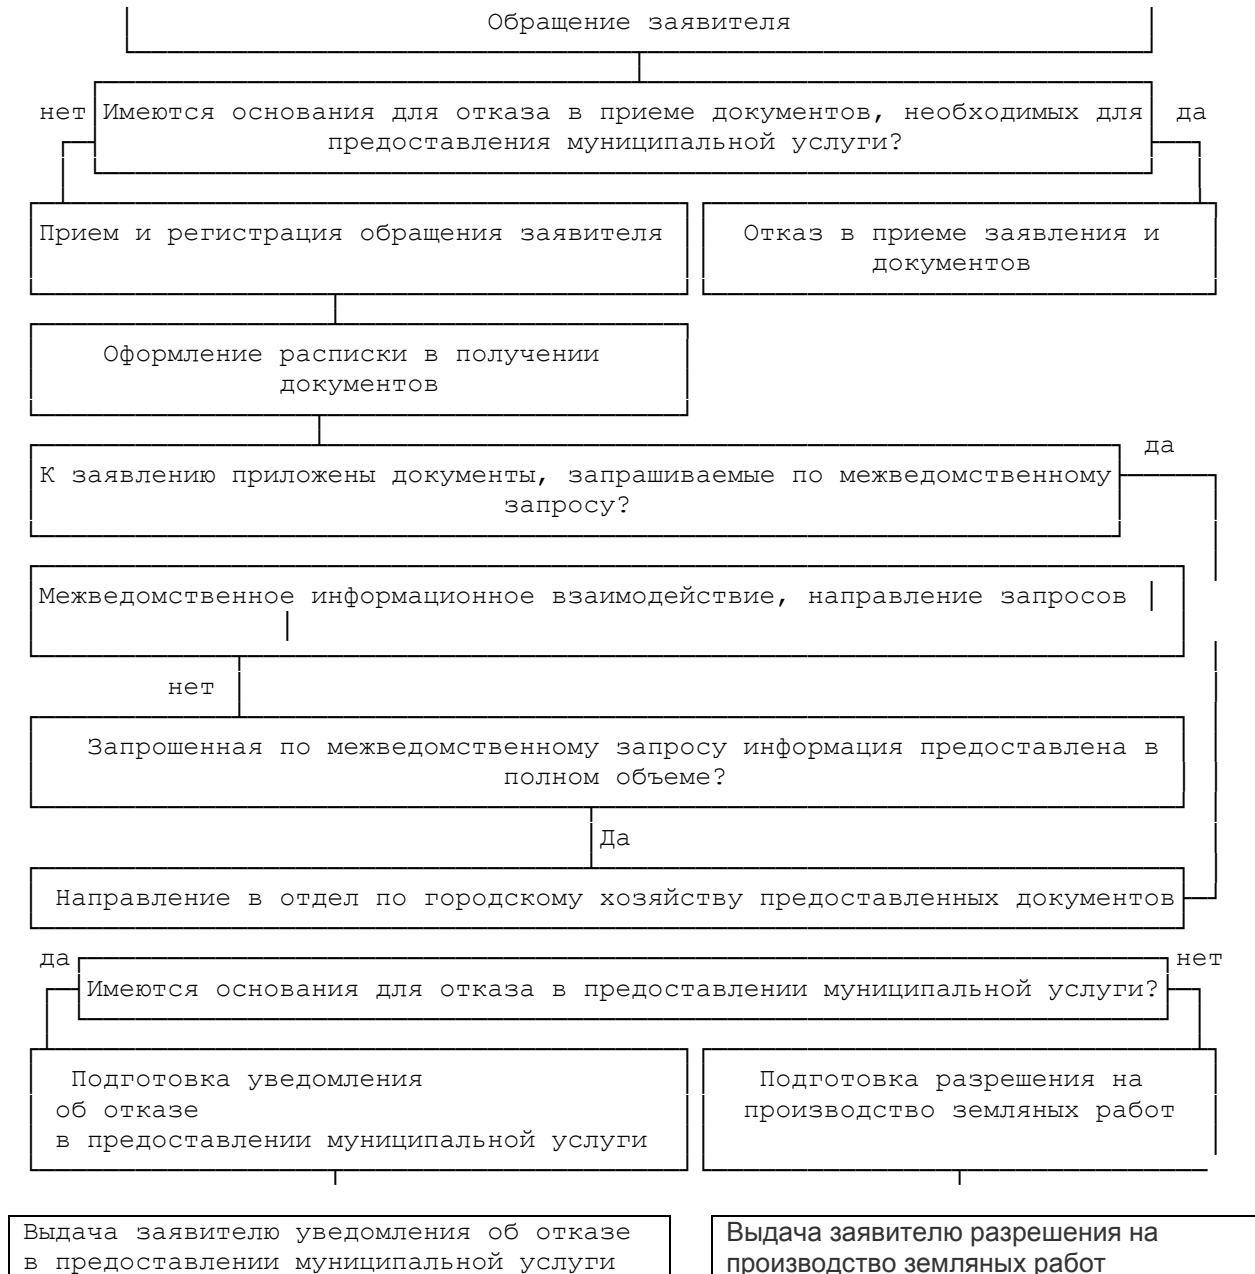 Обращение заявителя
нет Имеются основания для отказа в приеме документов, необходимых для да
предоставления муниципальной услуги?
Прием и регистрация обращения заявителя
Отказ в приеме заявления и
документов
Оформление расписки в получении
документов
да
К заявлению приложены документы, запрашиваемые по межведомственному
запросу?
Межведомственное информационное взаимодействие, направление запросов
нет
Запрошенная по межведомственному запросу информация предоставлена в
полном объеме?
Да
Направление в отдел по городскому хозяйству предоставленных документов
да нет
Имеются основания для отказа в предоставлении муниципальной услуги?
Подготовка уведомления
об отказе
в предоставлении муниципальной услуги
Подготовка разрешения на
производство земляных работ
Выдача заявителю уведомления об отказе
в предоставлении муниципальной услуги
Выдача заявителю разрешения на
производство земляных работ